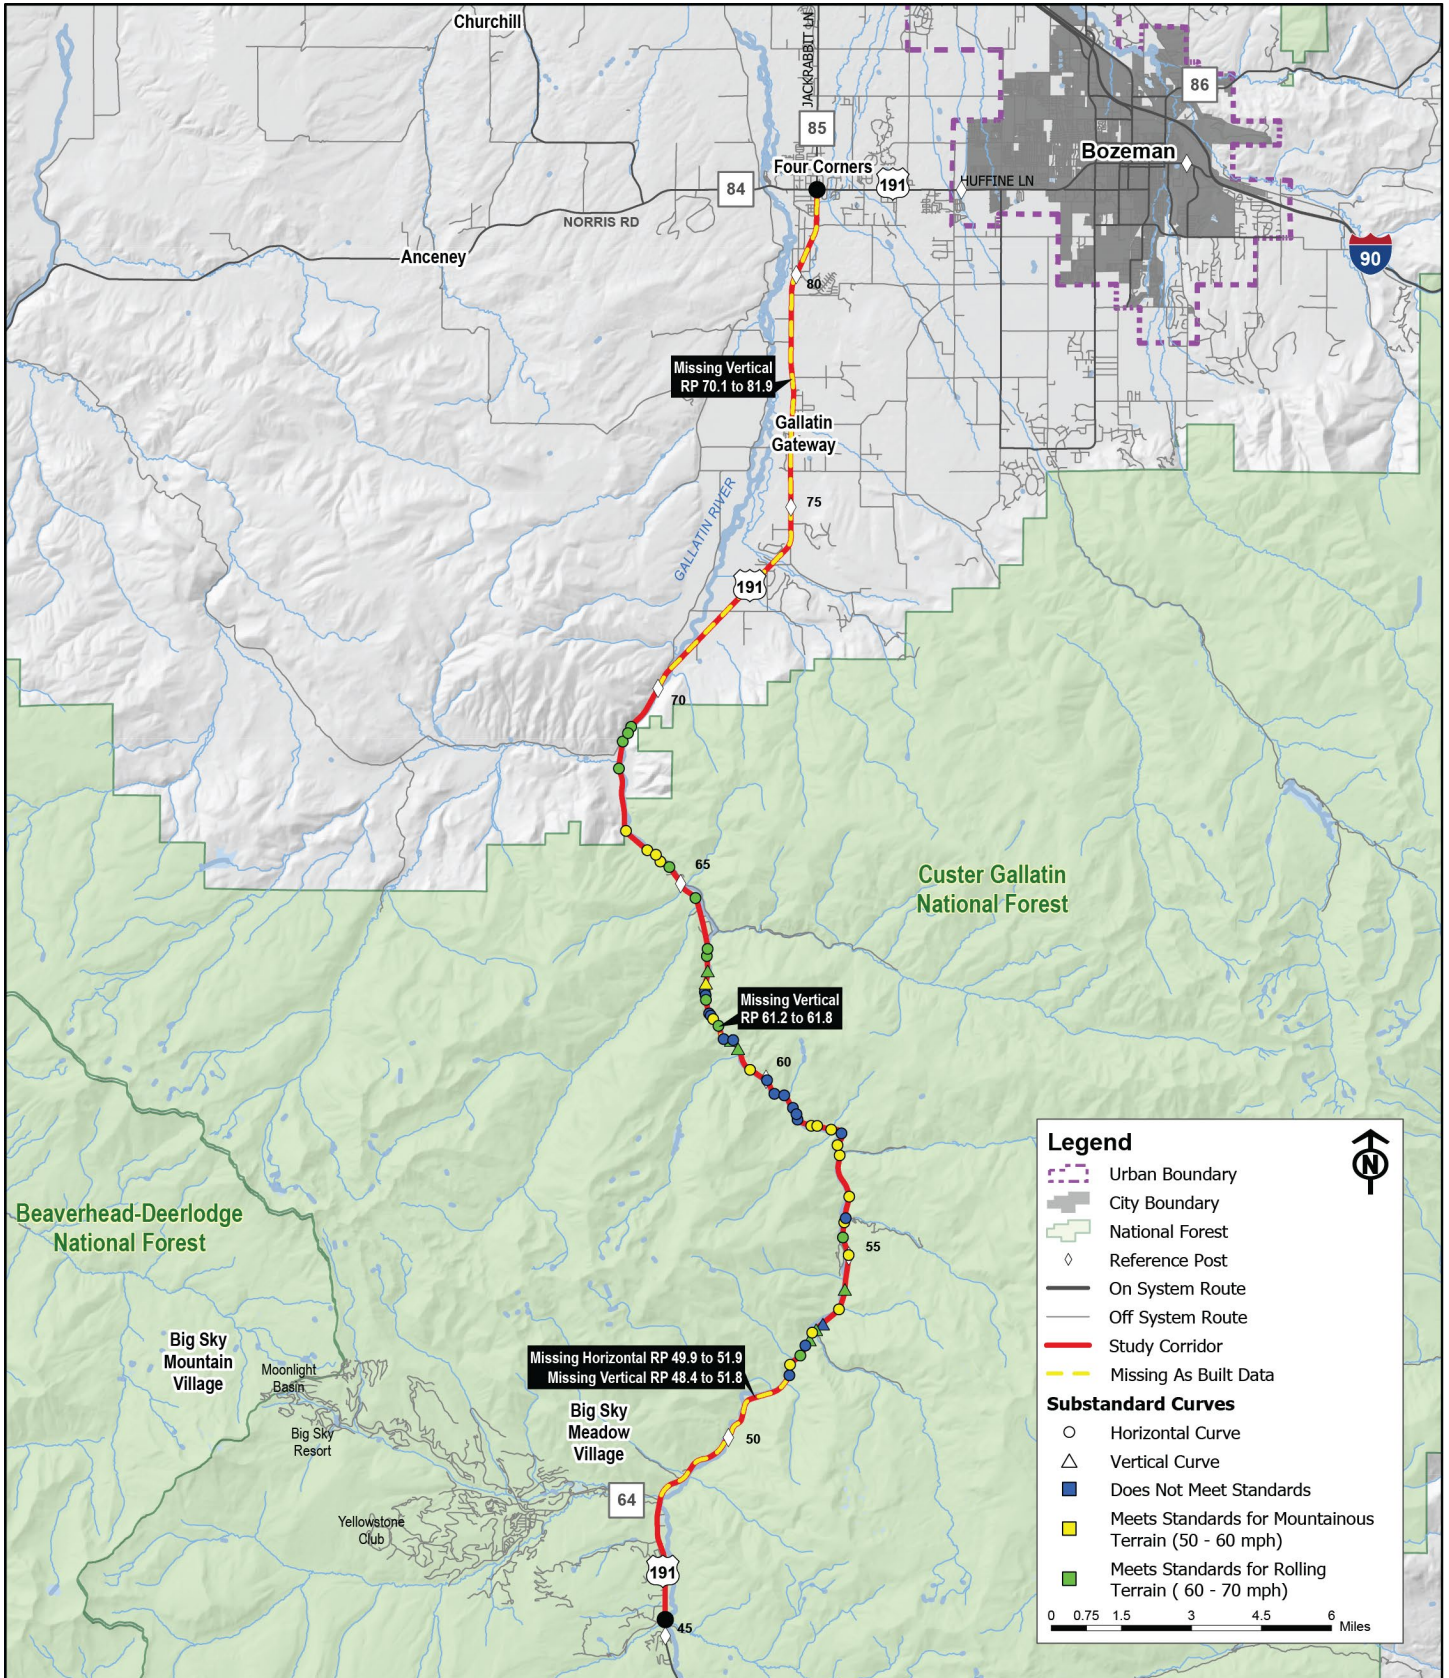 Churchill
JACKRABBIT LN
85
86
Bozeman
Four Corners
191
HUFFINE LN
84
NORRIS RD
Anceney
90
80
Missing Vertical
RP 70.1 to 81.9
Gallatin
Gateway
75
GALLATIN RIVER
191
70
65
Custer Gallatin
National Forest
Missing Vertical
RP 61.2 to 61.8
60
Beaverhead-Deerlodge
National Forest
55
Big Sky
Mountain
Village
Moonlight
Basin
Big Sky
Resort
Missing Horizontal RP 49.9 to 51.9
Missing Vertical RP 48.4 to 51.8
Big Sky
Meadow
Village
50
64
Yellowstone
Club
191
45
Legend
N
Urban Boundary
City Boundary
National Forest
Reference Post
On System Route
Off System Route
Study Corridor
Missing As Built Data
Substandard Curves
Horizontal Curve
Vertical Curve
Does Not Meet Standards
Meets Standards for Mountainous
Terrain (50 - 60 mph)
Meets Standards for Rolling
Terrain ( 60 - 70 mph)
0 0.75 1.5 3 4.5 6
Miles